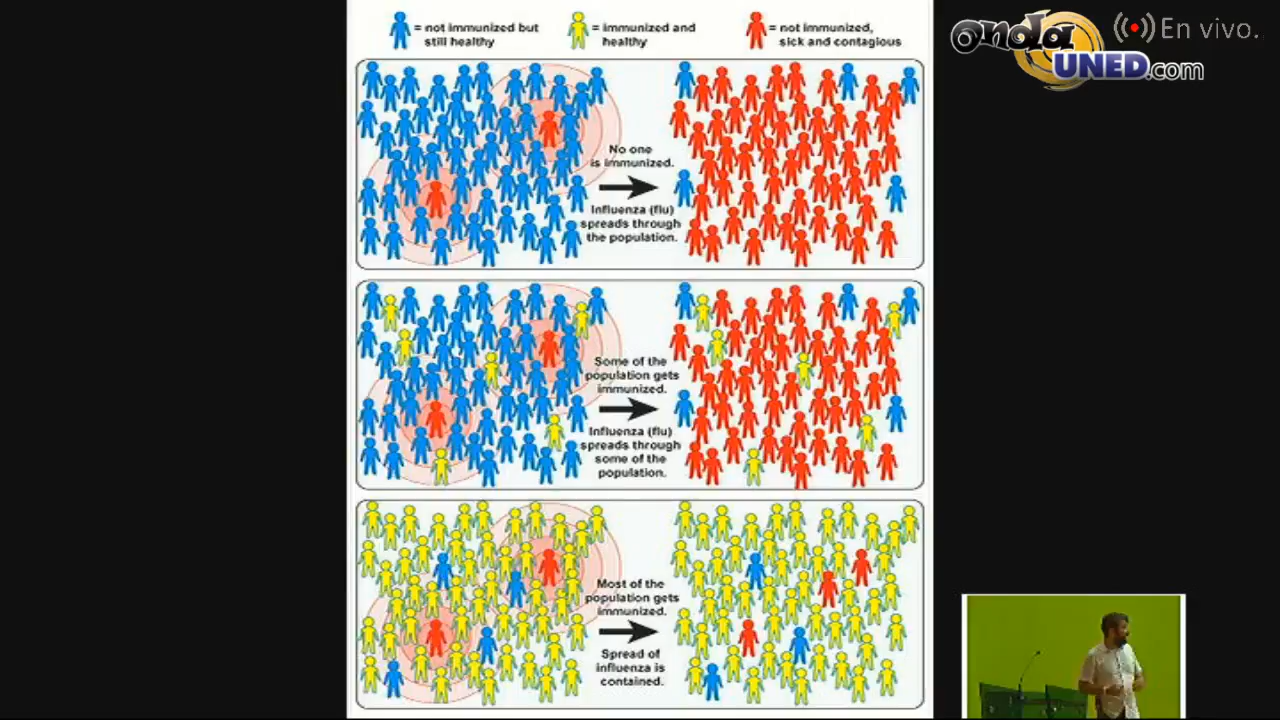 = not immunized but
still healthy
= immunized and
healthy
= not immunized,
sick and contagious
onda
UNED.com
En vivo.
No one
is immunized.
Influenza (flu)
spreads through
the population.
Some of the
population gets
immunized.
Influenza (flu)
spreads through
some of the
population.
Most of the
population gets
immunized.
Spread of
influenza is
contained.